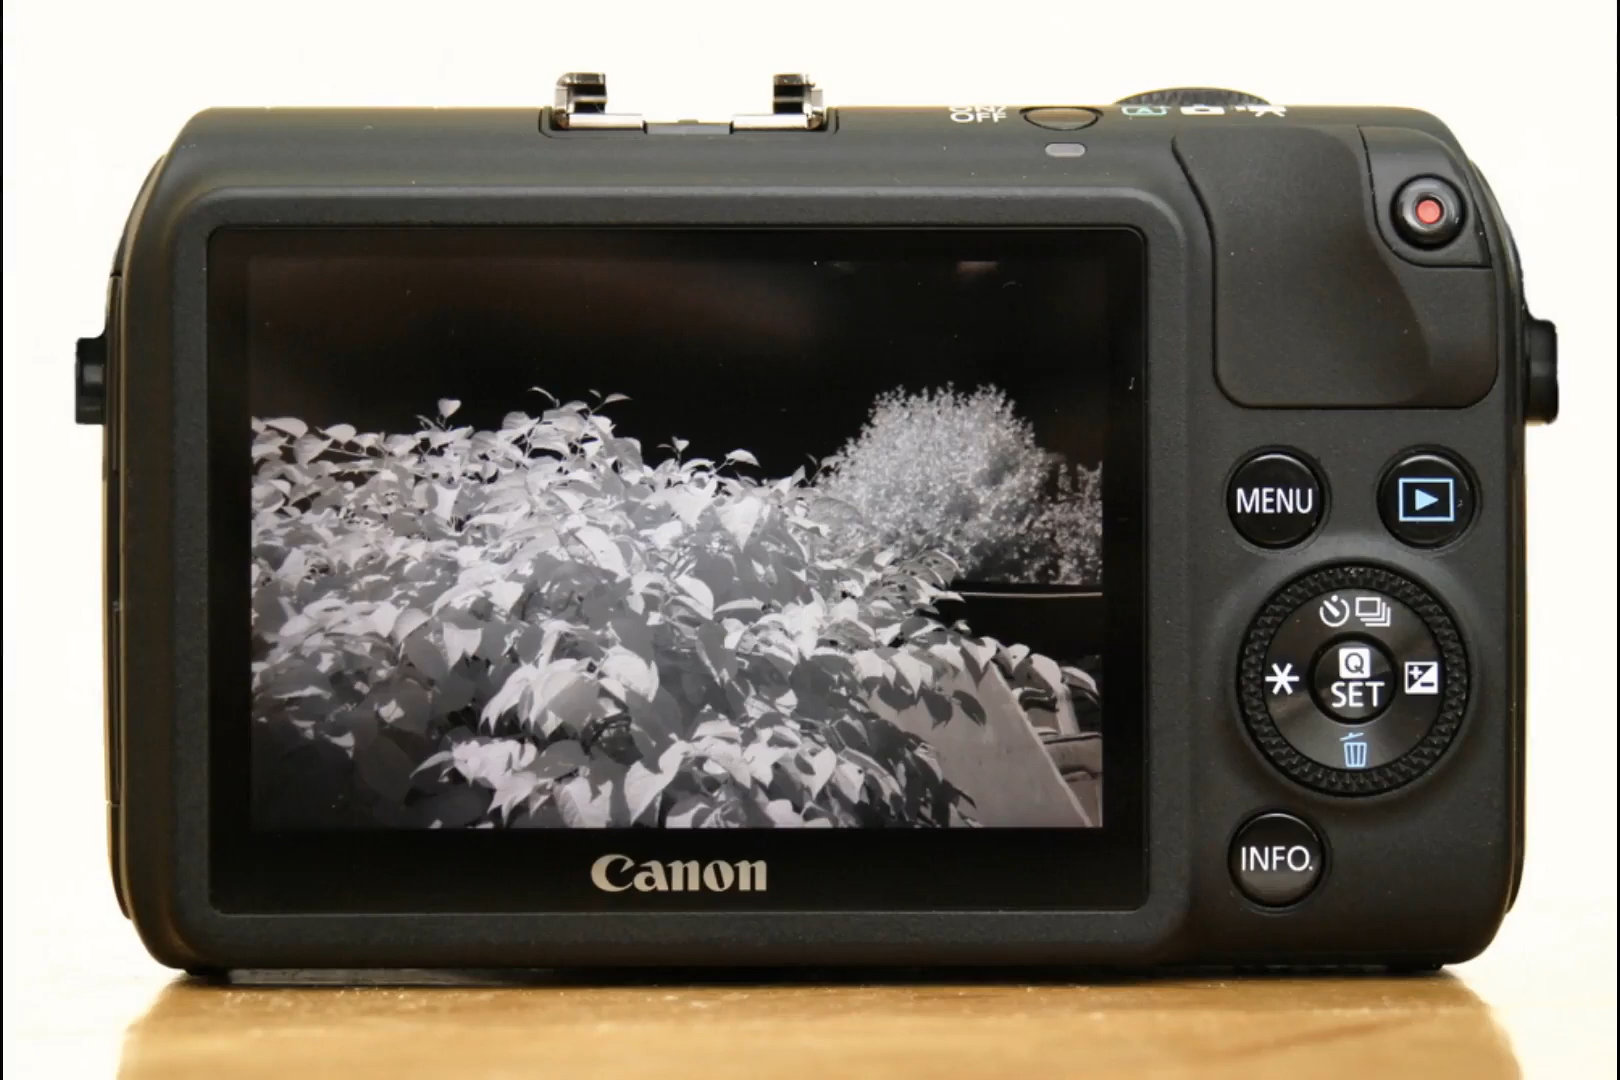 ON/
OFF
MENU
Q
SET
INFO.
Canon